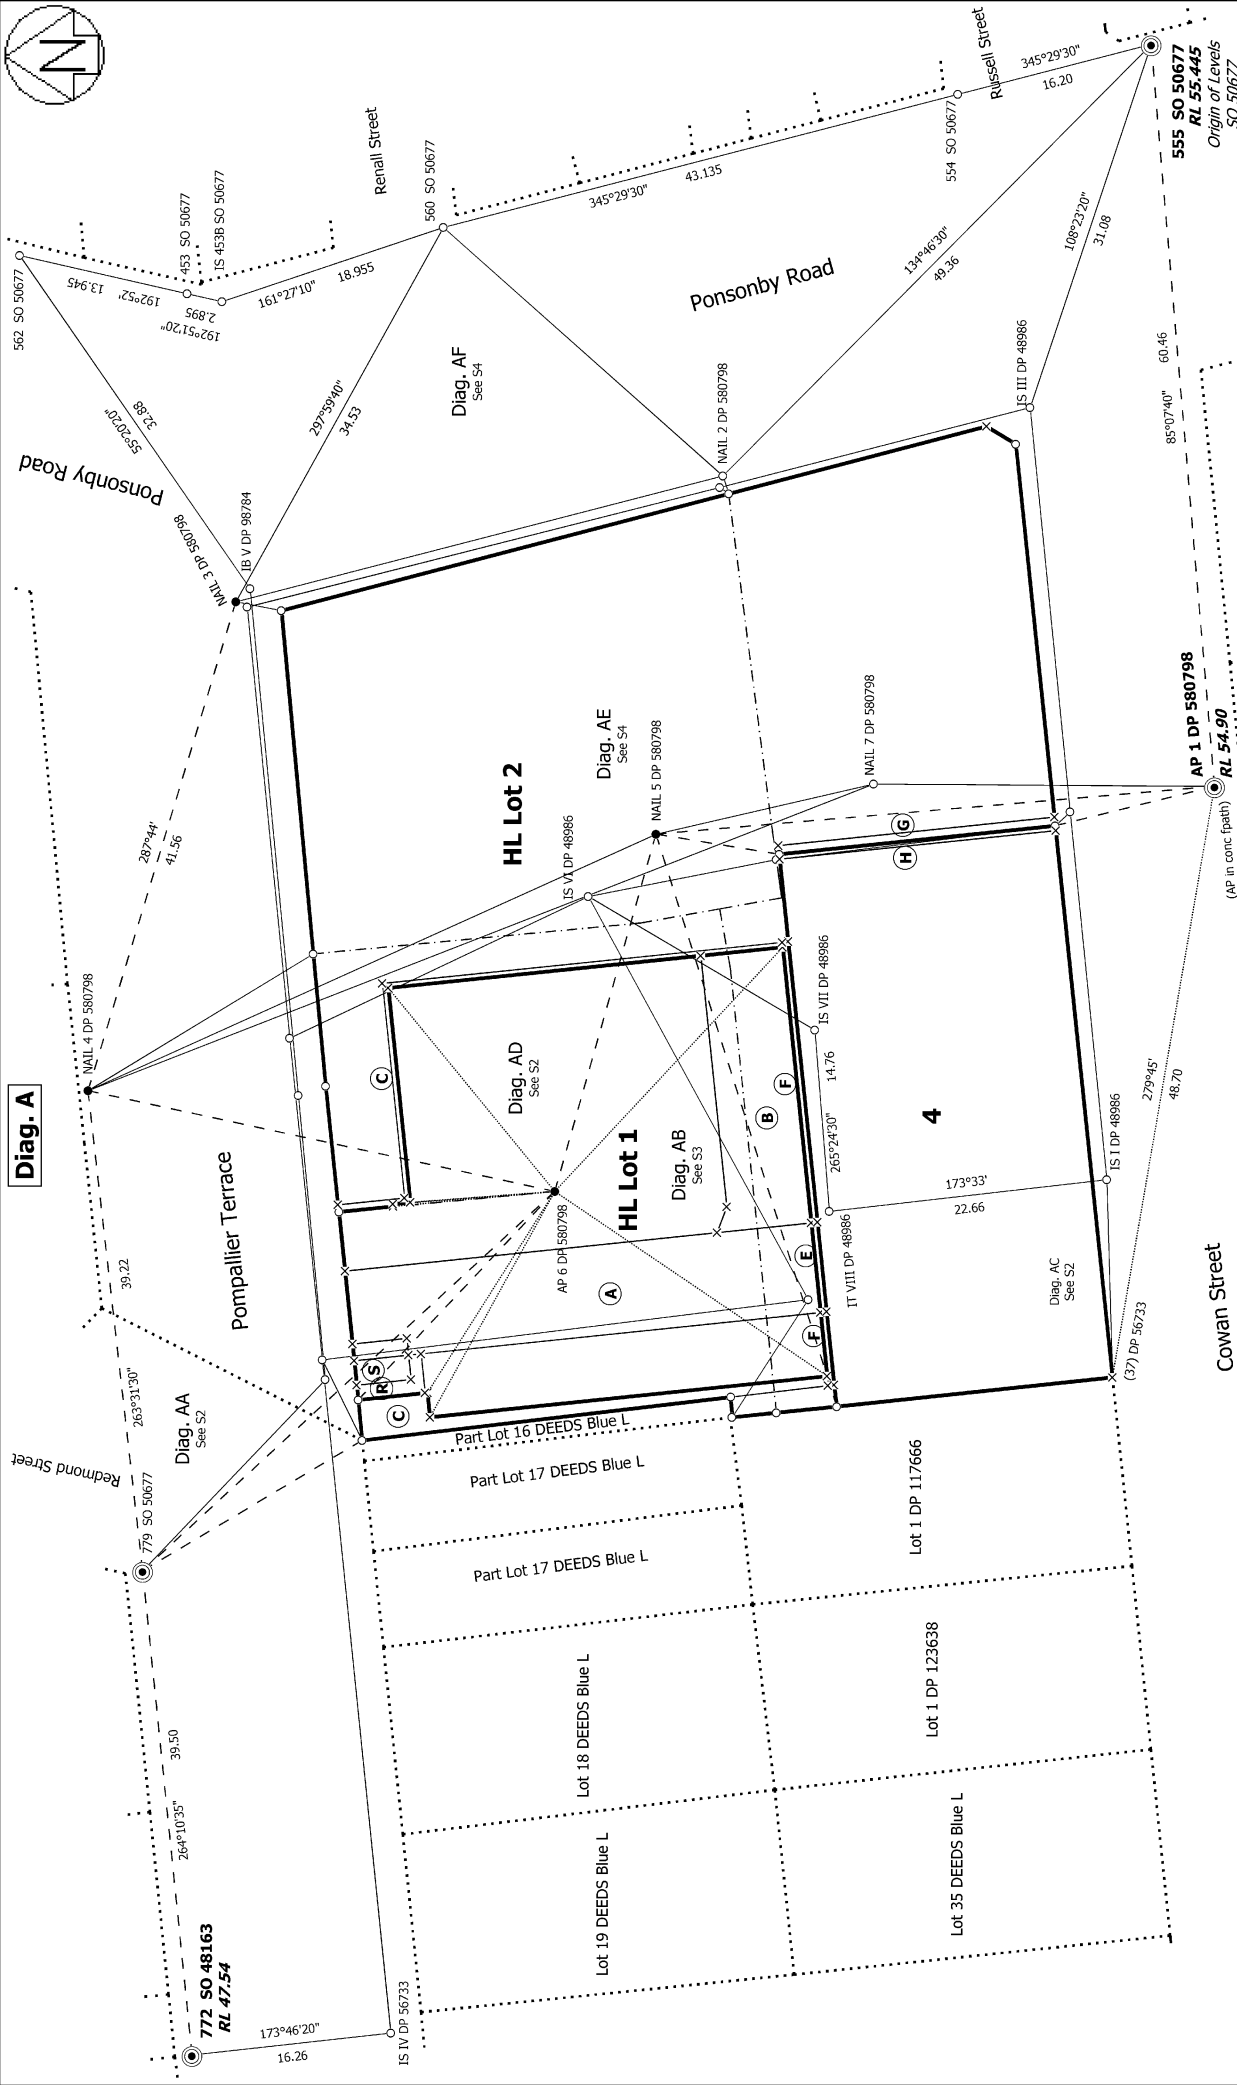 Diag. A
N
562 SO 50677
192°52'
13.945
453 SO 50677
IS 453B SO 50677
192°51'20"
2.895
161°27'10"
18.955
Renall Street
560 SO 50677
345°29'30"
43.135
554 SO 50677
Russell Street
345°29'30"
16.20
555 SO 50677
RL 55.445
Origin of Levels
SO 50677
Ponsonby Road
55°20'20"
32.88
297°59'40"
34.53
Diag. AF
See S4
Ponsonby Road
134°46'30"
49.36
108°23'20"
31.08
NAIL 3 DP 580798
IB V DP 98784
NAIL 2 DP 580798
IS III DP 48986
60.46
85°07'40"
287°44'
41.56
NAIL 4 DP 580798
HL Lot 2
Diag. AE
See S4
NAIL 5 DP 580798
IS VI DP 48986
NAIL 7 DP 580798
G
H
AP 1 DP 580798
RL 54.90
(AP in conc fpath)
Pompallier Terrace
39.22
263°31'30"
C
Diag. AD
See S2
HL Lot 1
Diag. AB
See S3
AP 6 DP 580798
A
B
F
E
F
IS VII DP 48986
14.76
265°24'30"
IT VIII DP 48986
4
173°33'
22.66
IS I DP 48986
279°45'
48.70
Diag. AC
See S2
(37) DP 56733
Cowan Street
Redmond Street
Diag. AA
See S2
779 SO 50677
S
R
C
Part Lot 16 DEEDS Blue L
Part Lot 17 DEEDS Blue L
Part Lot 17 DEEDS Blue L
Lot 18 DEEDS Blue L
Lot 19 DEEDS Blue L
Lot 1 DP 117666
Lot 1 DP 123638
Lot 35 DEEDS Blue L
39.50
264°10'35"
772 SO 48163
RL 47.54
173°46'20"
16.26
IS IV DP 56733